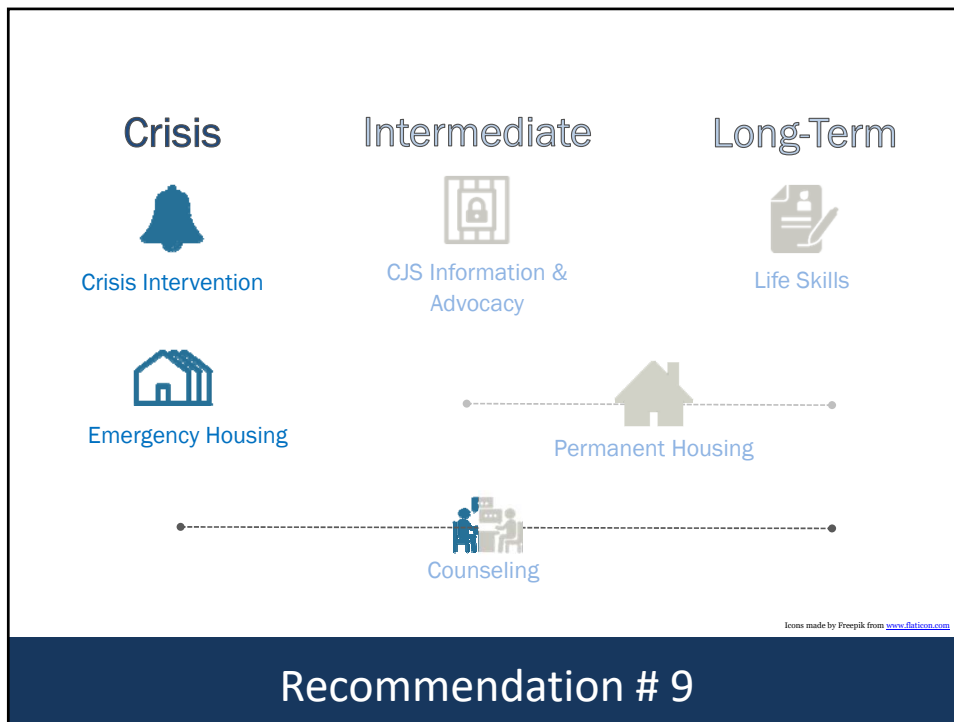 Crisis
Intermediate
Long-Term
Crisis Intervention
CJS Information &
Advocacy
Life Skills
Emergency Housing
Permanent Housing
Counseling
Icons made by Freepik from www.flaticon.com
Recommendation # 9